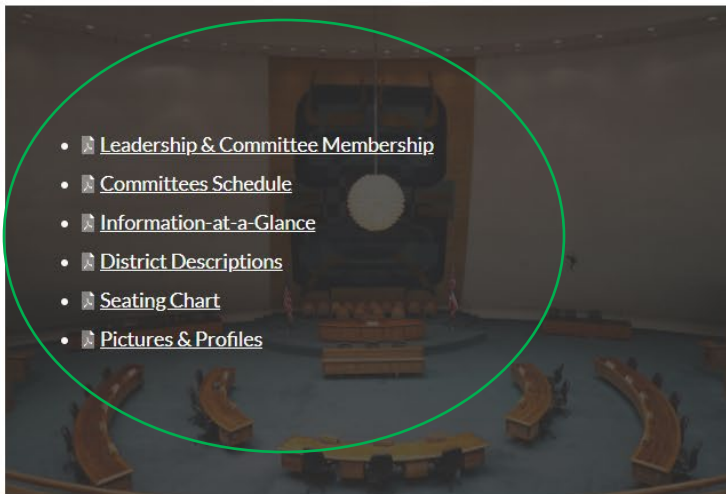 Leadership & Committee Membership
Committees Schedule
Information-at-a-Glance
District Descriptions
Seating Chart
Pictures & Profiles